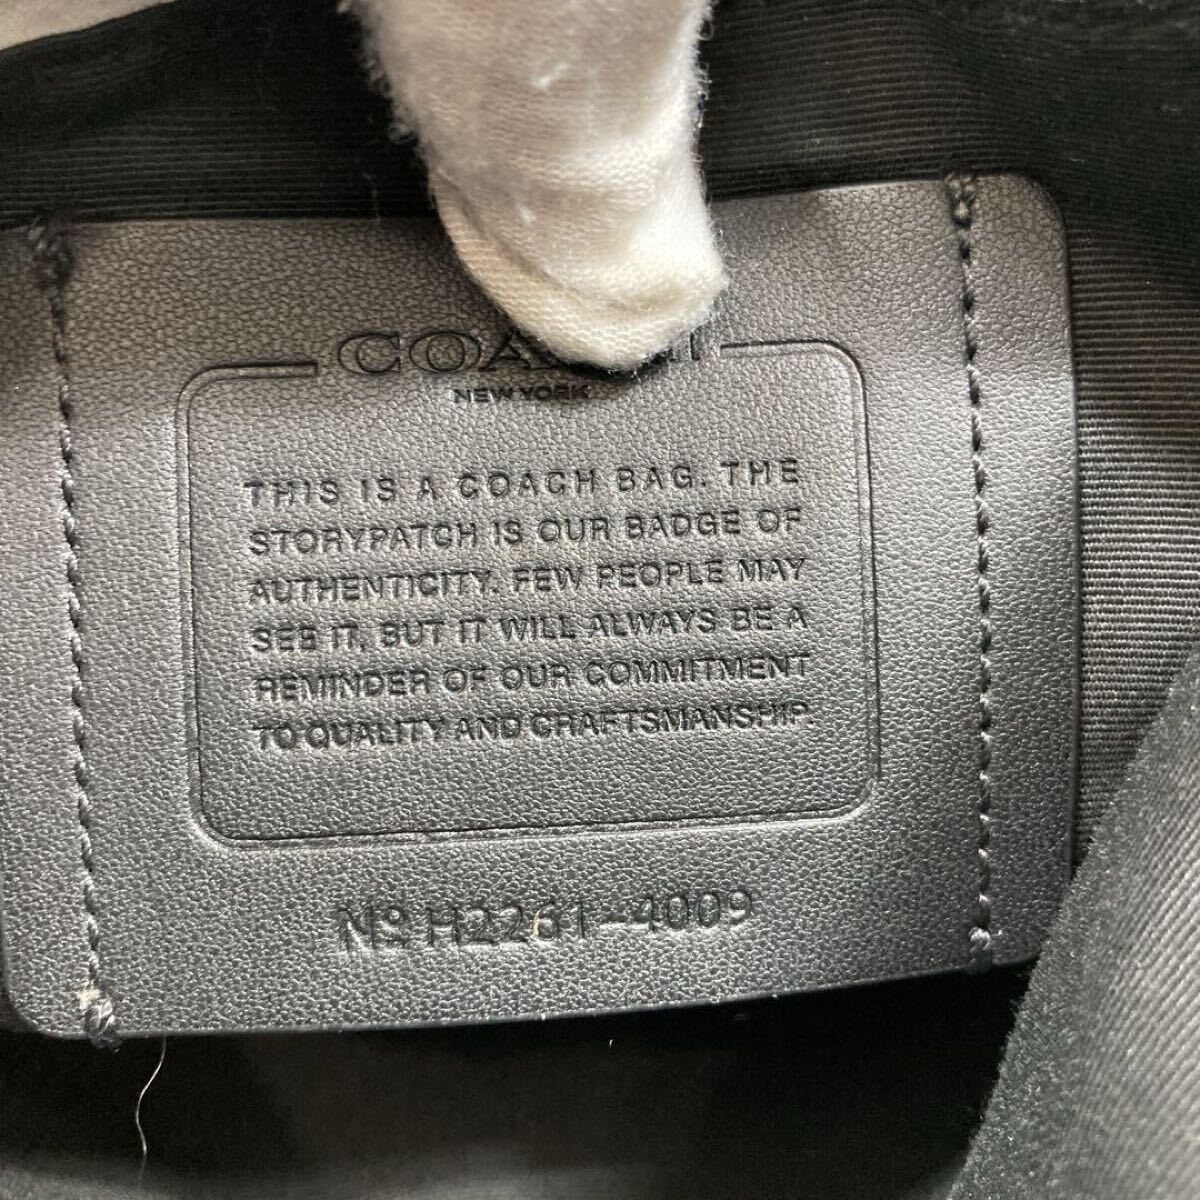 COACH
NEW YORK
THIS IS A COACH BAG. THE
STORYPATCH IS OUR BADGE OF
AUTHENTICITY. FEW PEOPLE MAY
SEE IT, BUT IT WILL ALWAYS BE A
REMINDER OF OUR COMMITMENT
TO QUALITY AND CRAFTSMANSHIP.
Nº H2261-4009